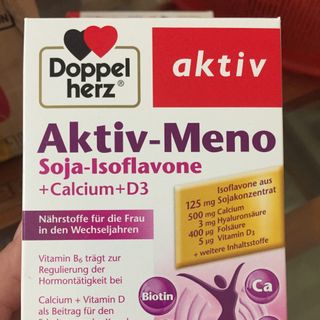 Doppel
herz®
aktiv
Aktiv-Meno
Soja-Isoflavone
+Calcium+D3
Nährstoffe für die Frau
in den Wechseljahren
Vitamin B6 trägt zur
Regulierung der
Hormontätigkeit bei
Calcium + Vitamin D
als Beitrag für den
Isoflavone aus
125 mg Sojakonzentrat
500 mg Calcium
3 mg Hyaluronsäure
400 µg Folsäure
5 µg Vitamin D3
+ weitere Inhaltsstoffe
Biotin
Ca